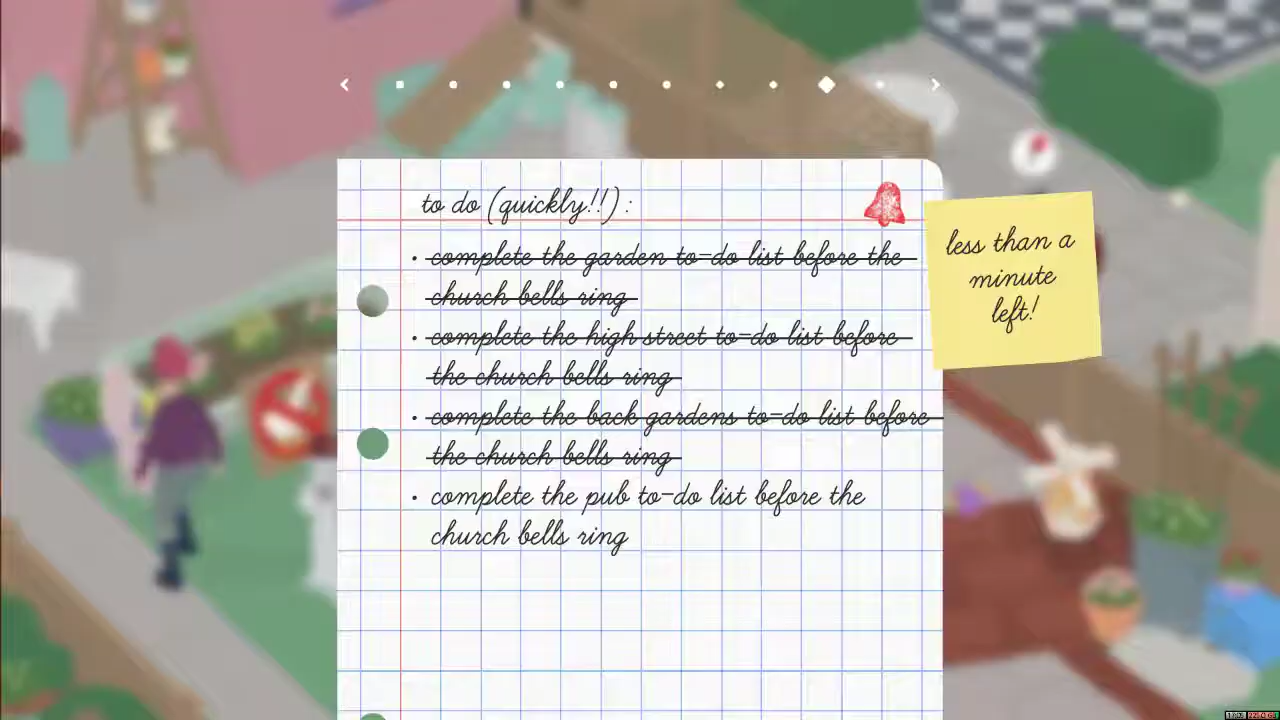 to do (quickly!!) :
• complete the garden to-do list before the
church bells ring
• complete the high street to-do list before
the church bells ring
• complete the back gardens to-do list before
the church bells ring
• complete the pub to-do list before the
church bells ring
less than a
minute
left!